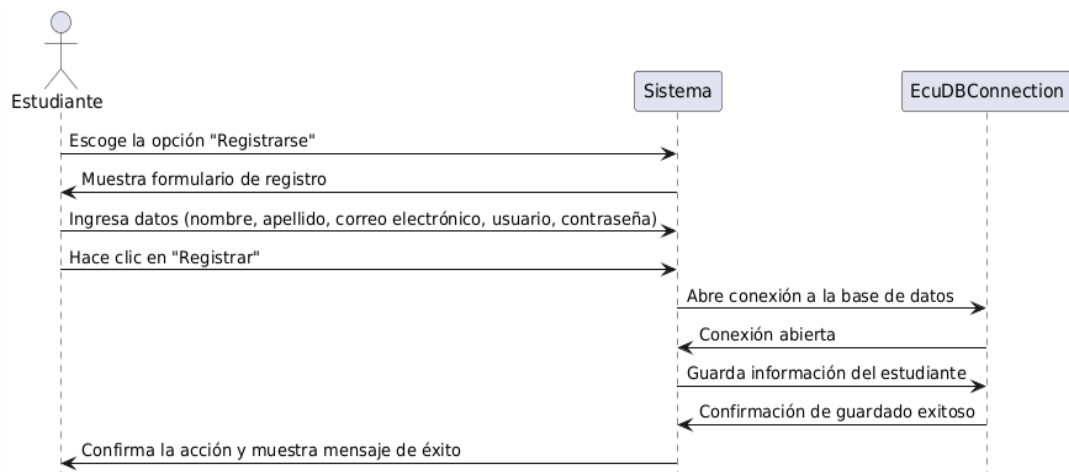 Estudiante
Sistema
EcuDBConnection
Escoge la opción "Registrarse"
Muestra formulario de registro
Ingresa datos (nombre, apellido, correo electrónico, usuario, contraseña)
Hace clic en "Registrar"
Abre conexión a la base de datos
Conexión abierta
Guarda información del estudiante
Confirmación de guardado exitoso
Confirma la acción y muestra mensaje de éxito